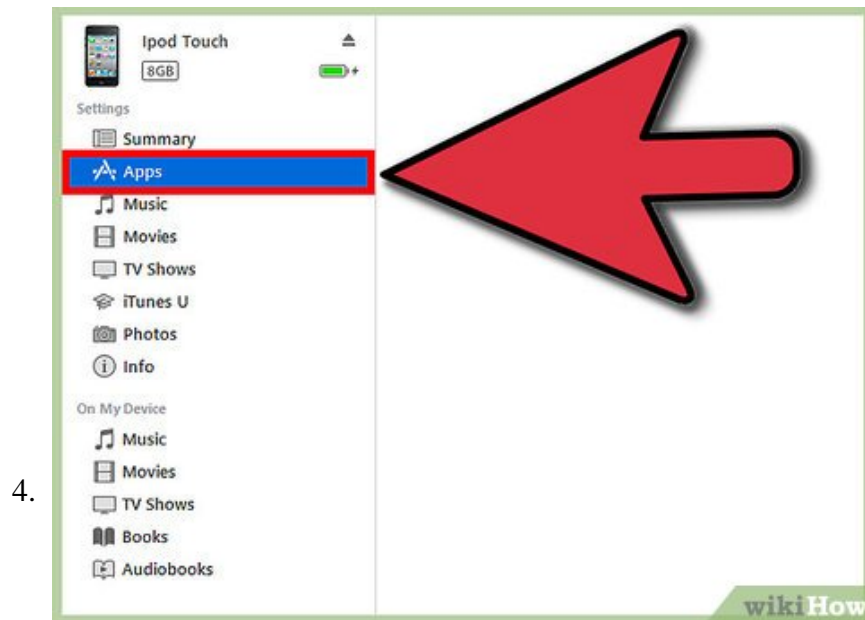 Ipod Touch
8GB
Settings
Summary
Apps
Music
Movies
TV Shows
iTunes U
Photos
Info
On My Device
Music
Movies
4.
TV Shows
Books
Audiobooks
wikiHow